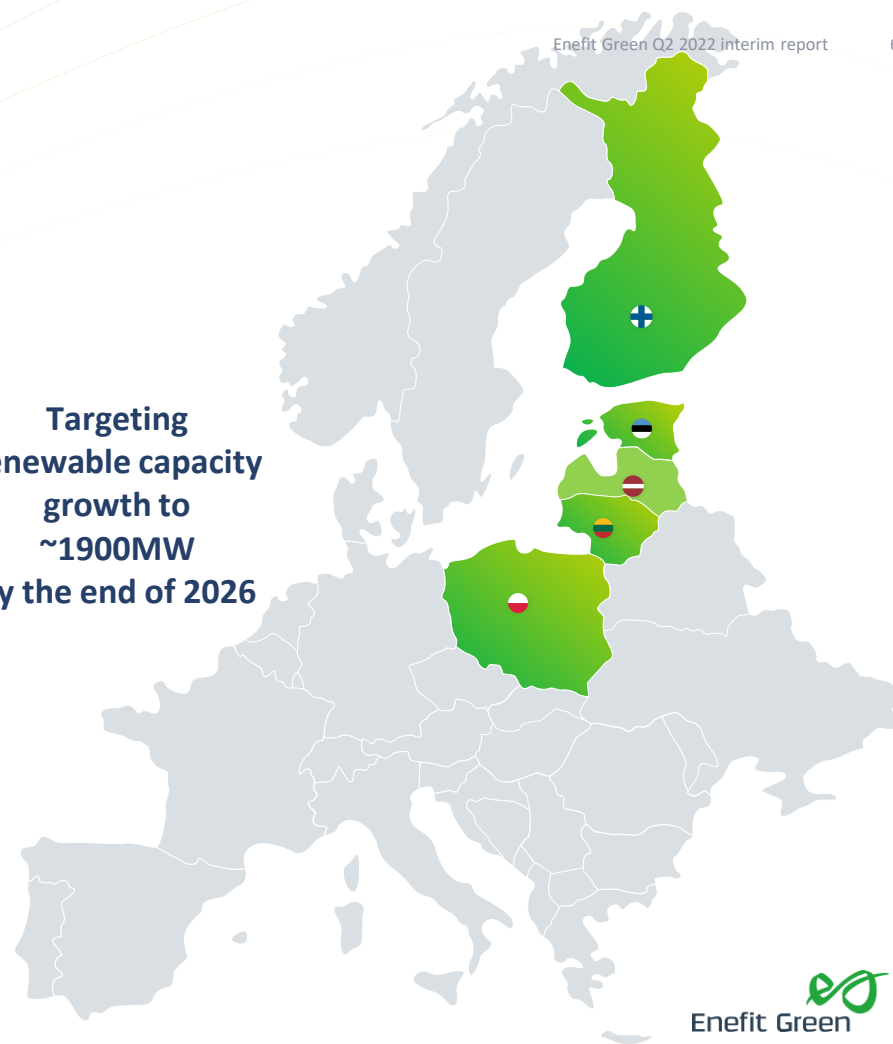 Enefit Green Q2 2022 interim report
Targeting
enewable capacity
growth to
~1900MW
y the end of 2026
Enefit Green